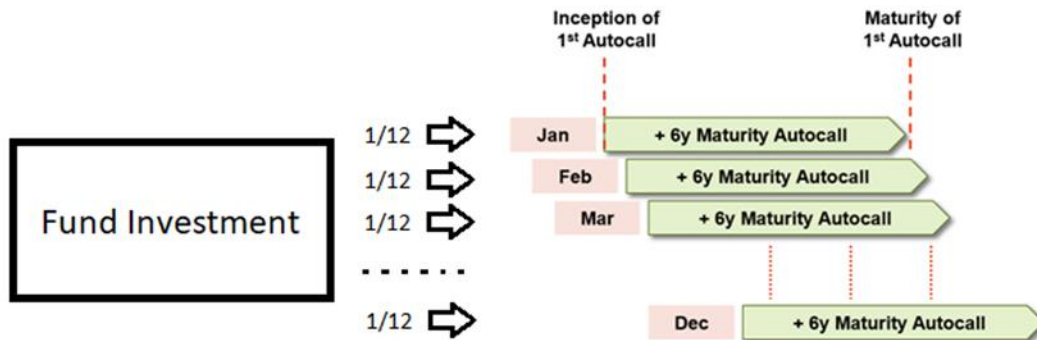 Inception of
1st Autocall
Maturity of
1st Autocall
Fund Investment
1/12
Jan
+ 6y Maturity Autocall
1/12
Feb
+ 6y Maturity Autocall
1/12
Mar
+ 6y Maturity Autocall
1/12
Dec
+ 6y Maturity Autocall